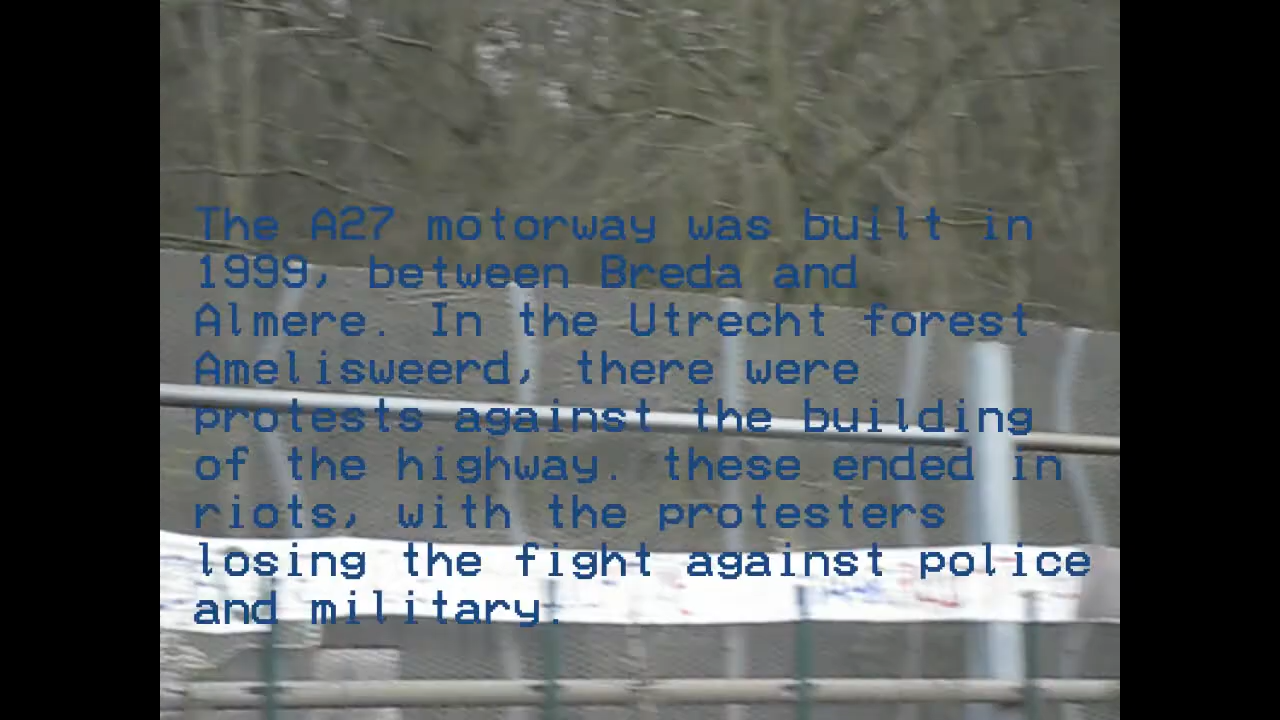 The A27 motorway was built in
1999, between Breda and
Almere. In the Utrecht forest
Amelisweerd, there were
protests against the building
of the highway. these ended in
riots, with the protesters
losing the fight against police
and military.